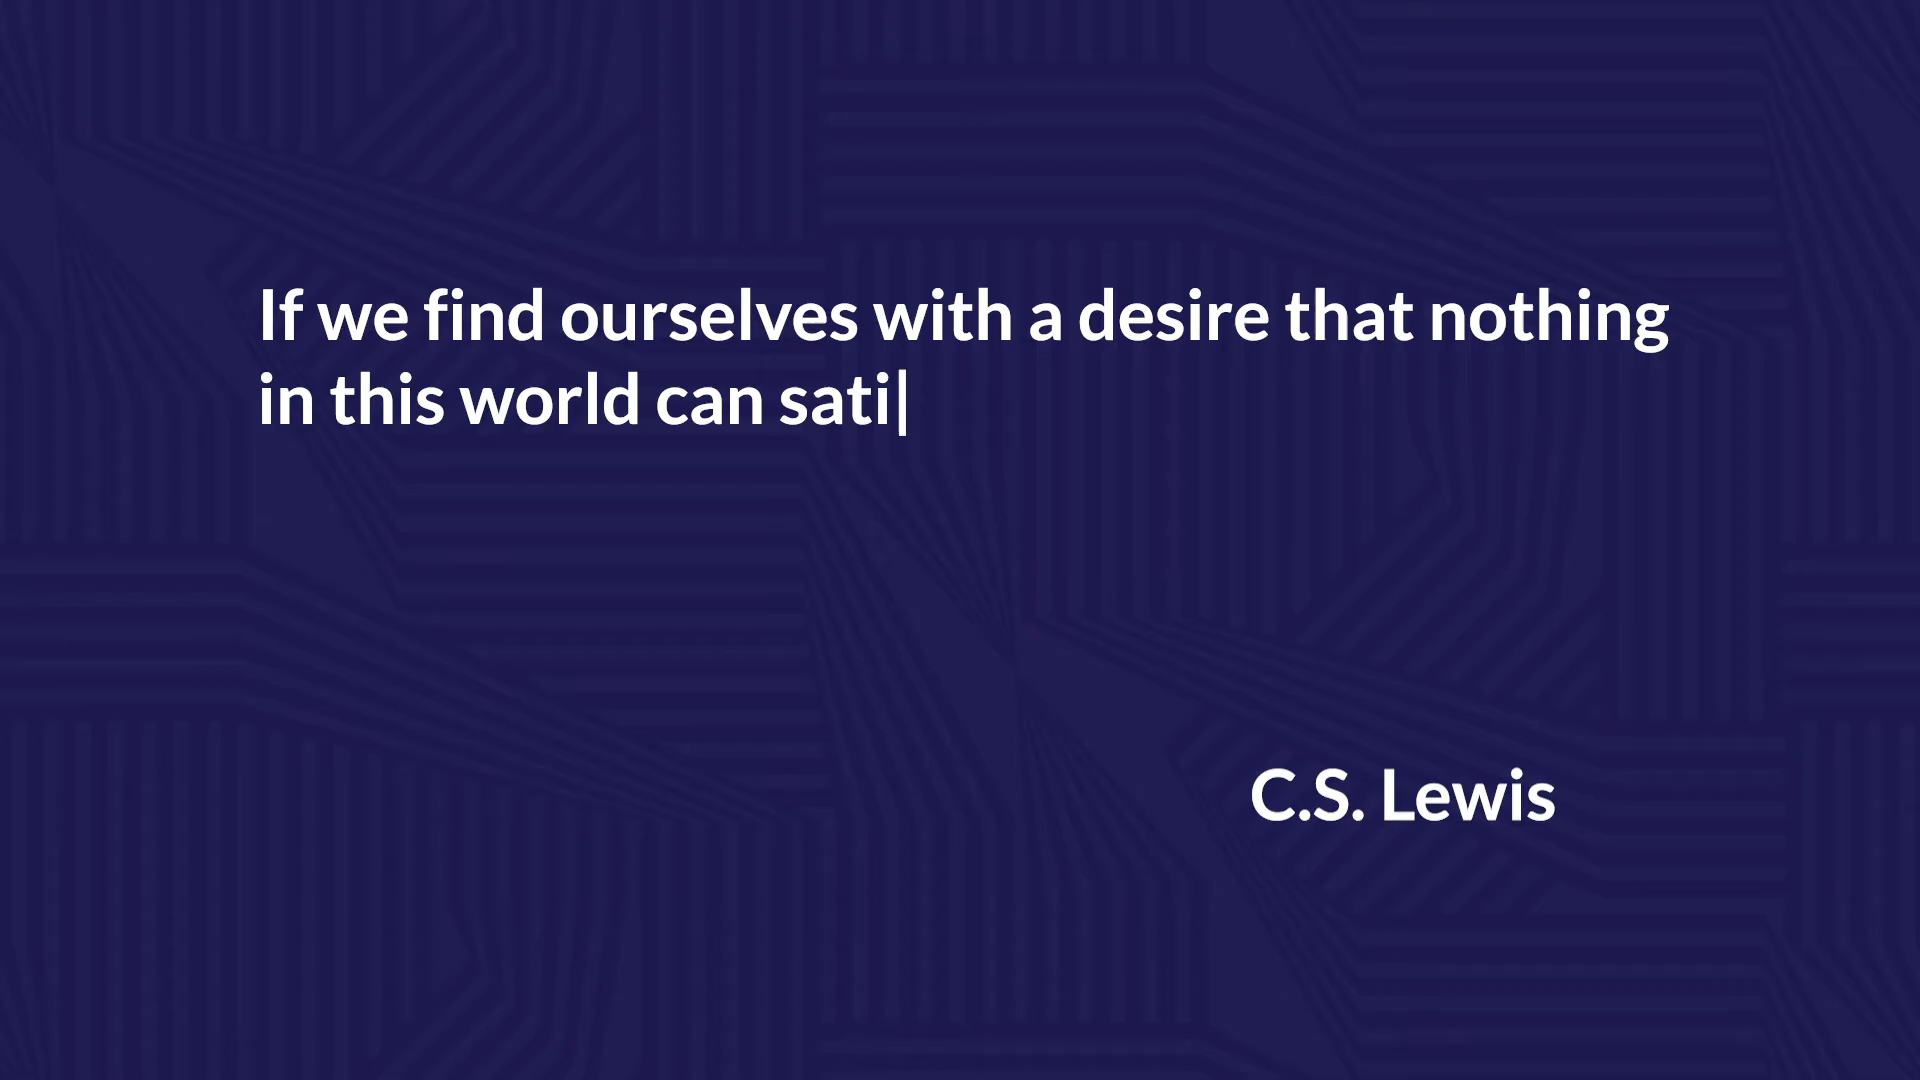 If we find ourselves with a desire that nothing
in this world can sati|
C.S. Lewis